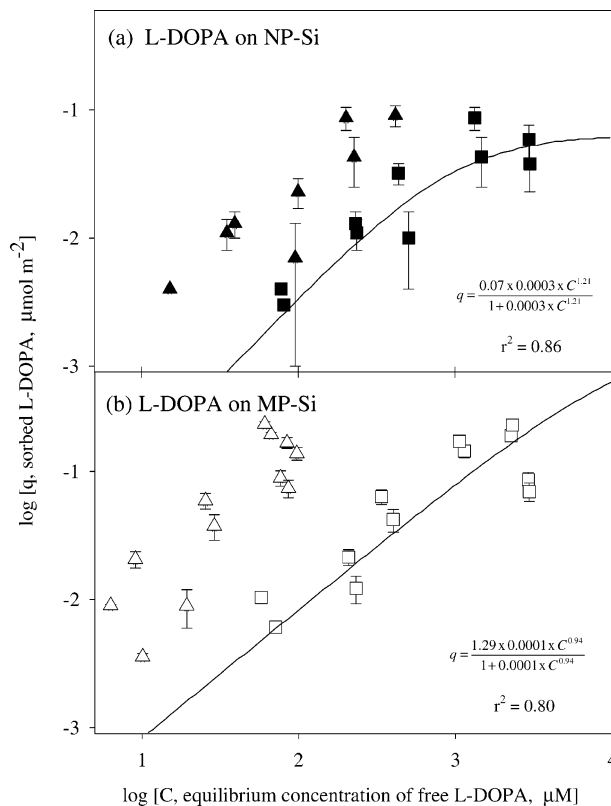 (a) L-DOPA on NP-Si
-1
-2
-3
q = 0.07 x 0.0003 x C^1.21 / 1 + 0.0003 x C^1.21
r² = 0.86
log [q, sorbed L-DOPA, μmol m⁻²]
(b) L-DOPA on MP-Si
-1
-2
-3
q = 1.29 x 0.0001 x C^0.94 / 1 + 0.0001 x C^0.94
r² = 0.80
1 2 3 4
log [C, equilibrium concentration of free L-DOPA, μM]